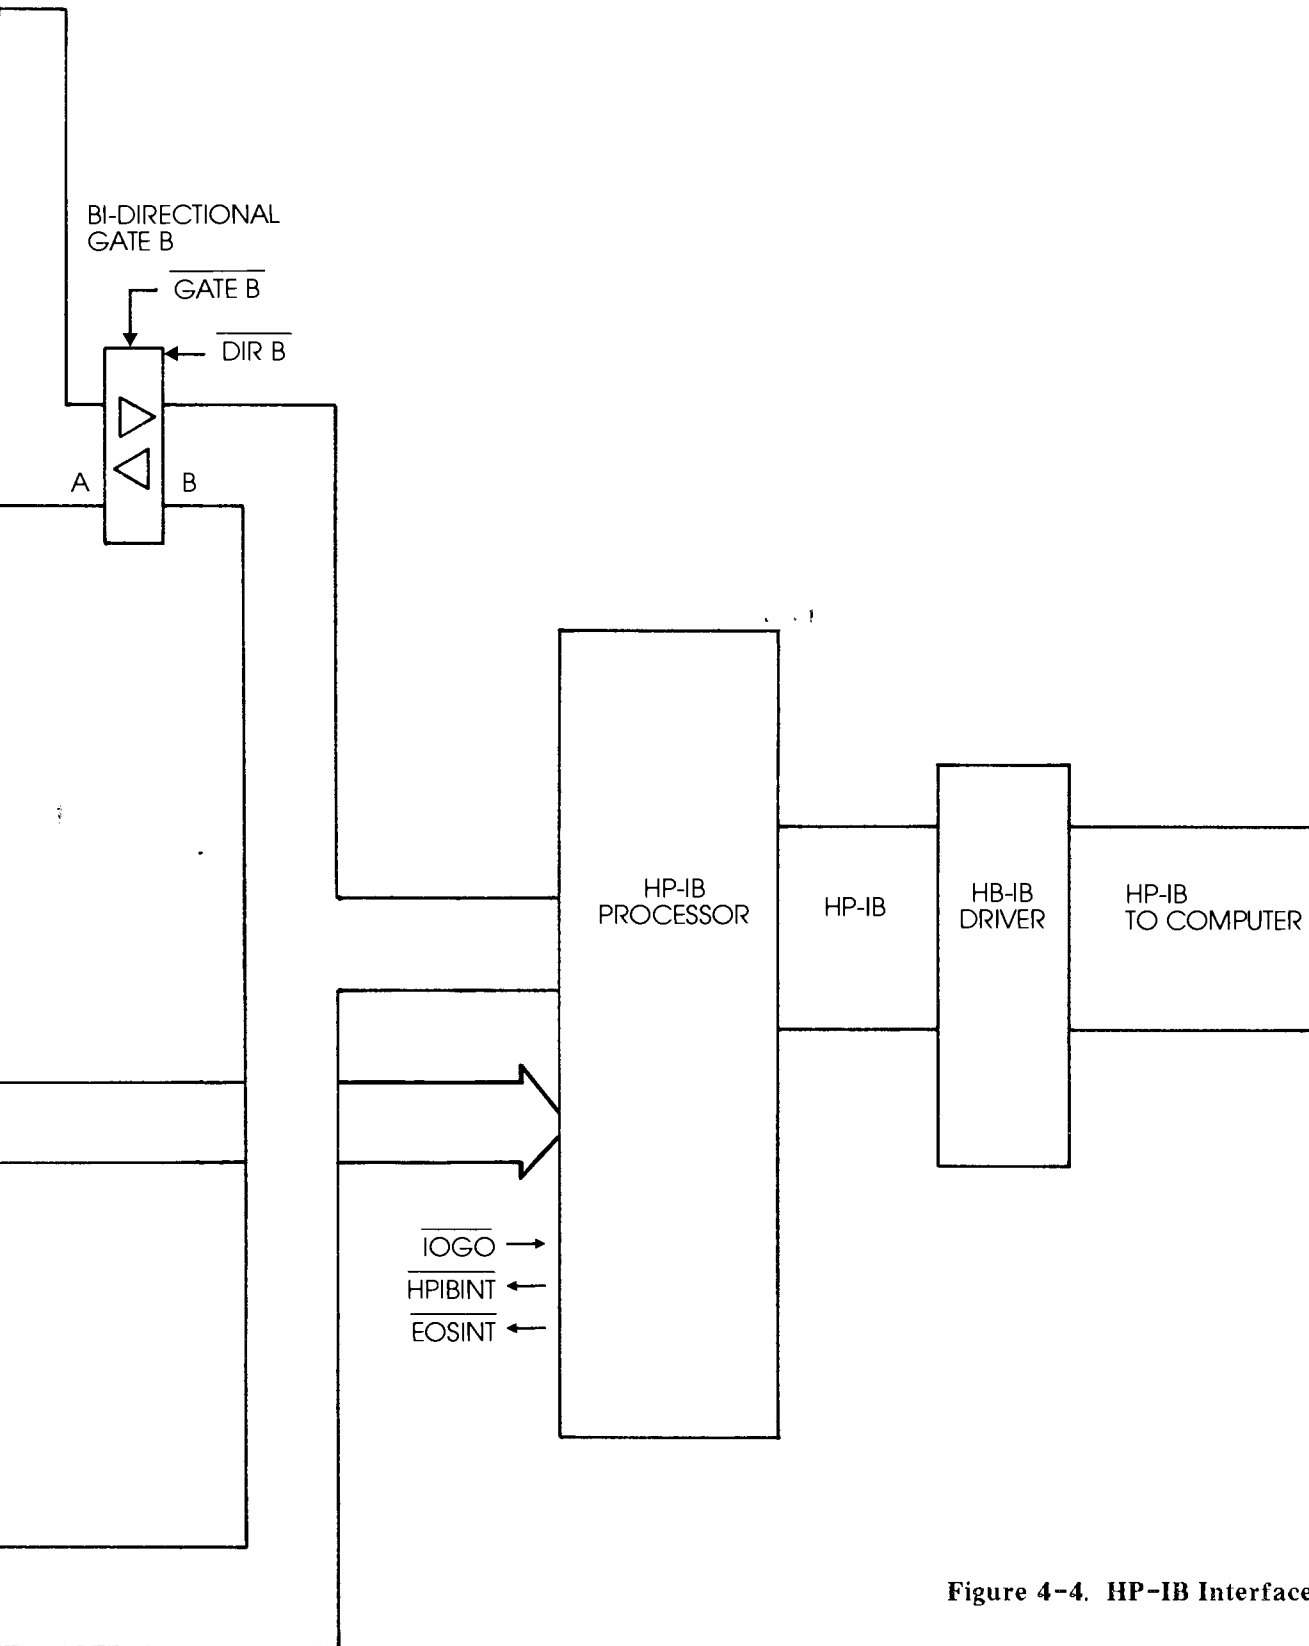 BI-DIRECTIONAL
GATE B
GATE B
DIR B
A
B
HP-IB
PROCESSOR
HP-IB
HB-IB
DRIVER
HP-IB
TO COMPUTER
IOGO
HPIBINT
EOSINT
Figure 4-4. HP-IB Interface